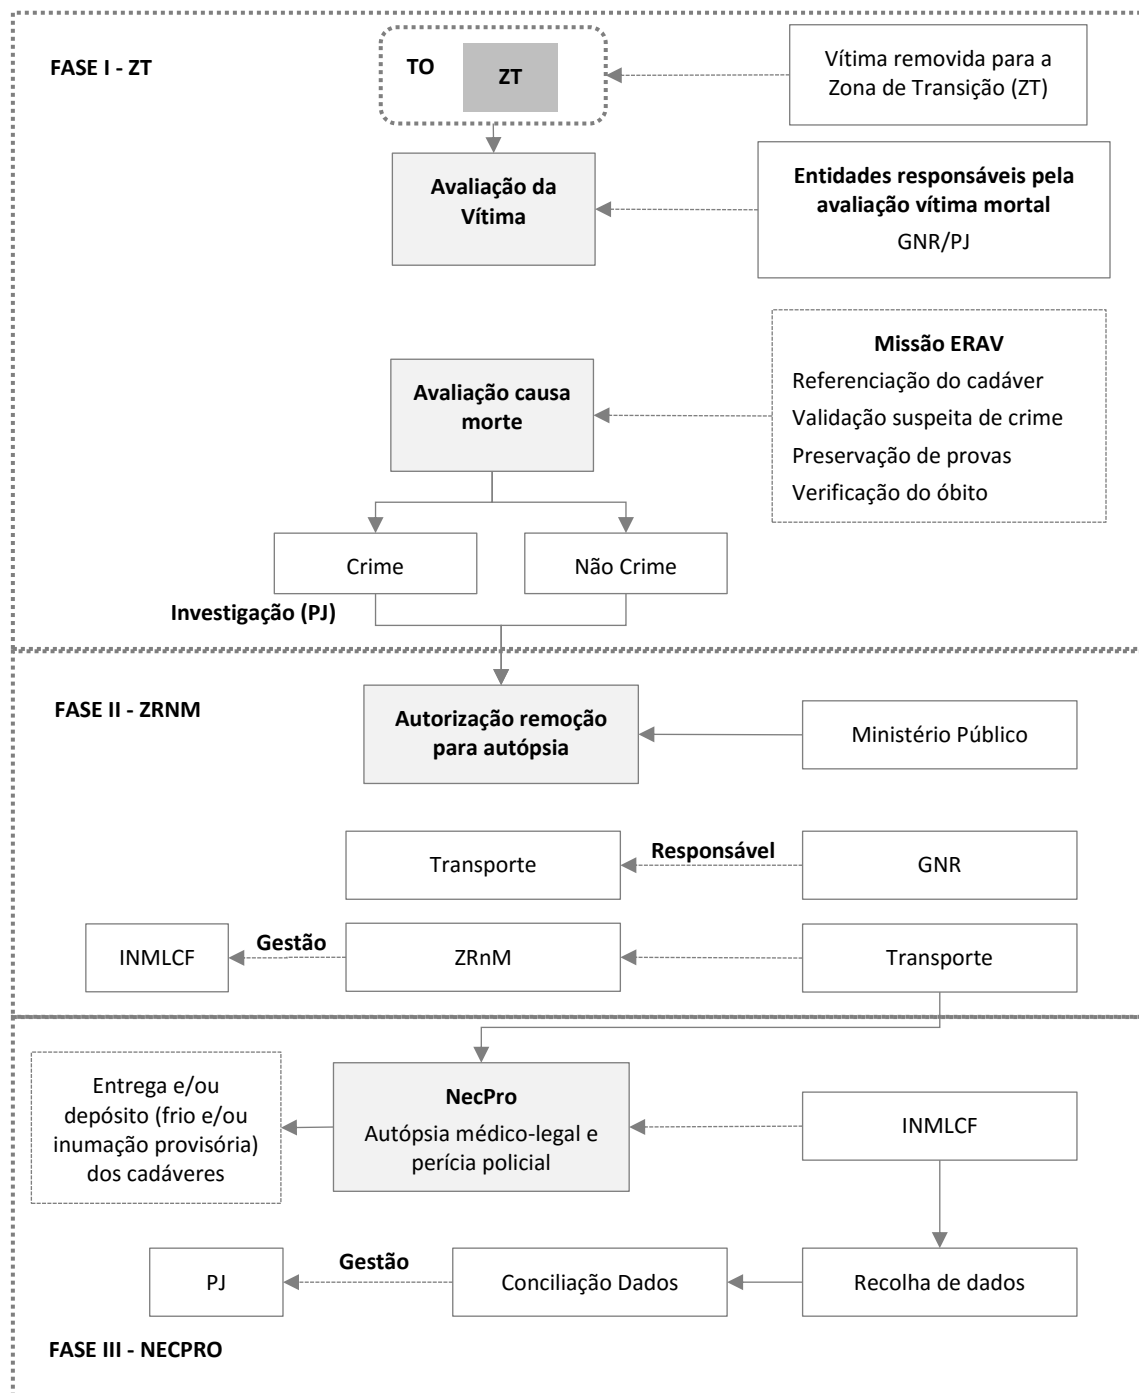 FASE I - ZT
TO
ZT
Vítima removida para a
Zona de Transição (ZT)
Avaliação da
Vítima
Entidades responsáveis pela
avaliação vítima mortal
GNR/PJ
Avaliação causa
morte
Missão ERAV
Referenciação do cadáver
Validação suspeita de crime
Preservação de provas
Verificação do óbito
Crime
Não Crime
Investigação (PJ)
FASE II - ZRNM
Autorização remoção
para autópsia
Ministério Público
Transporte
Responsável
GNR
INMLCF
Gestão
ZRnM
Transporte
Entrega e/ou
depósito (frio e/ou
inumação provisória)
dos cadáveres
NecPro
Autópsia médico-legal e
perícia policial
INMLCF
PJ
Gestão
Conciliação Dados
Recolha de dados
FASE III - NECPRO